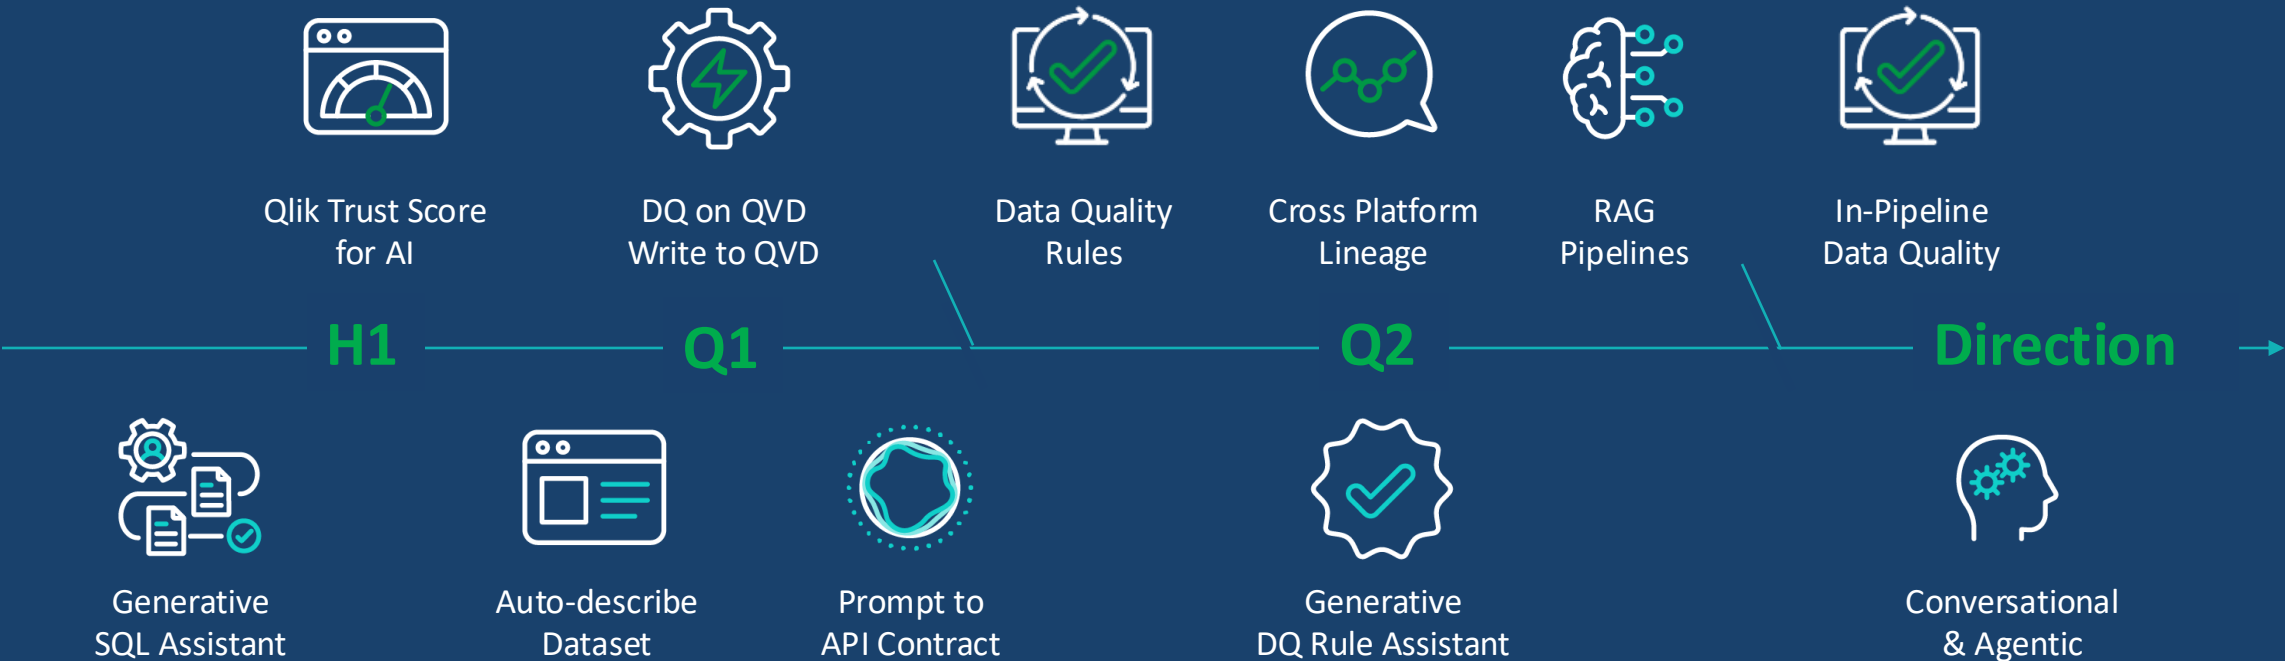 Qlik Trust Score
for AI
DQ on QVD
Write to QVD
Data Quality
Rules
Cross Platform
Lineage
RAG
Pipelines
In-Pipeline
Data Quality
H1
Q1
Q2
Direction
Generative
SQL Assistant
Auto-describe
Dataset
Prompt to
API Contract
Generative
DQ Rule Assistant
Conversational
& Agentic